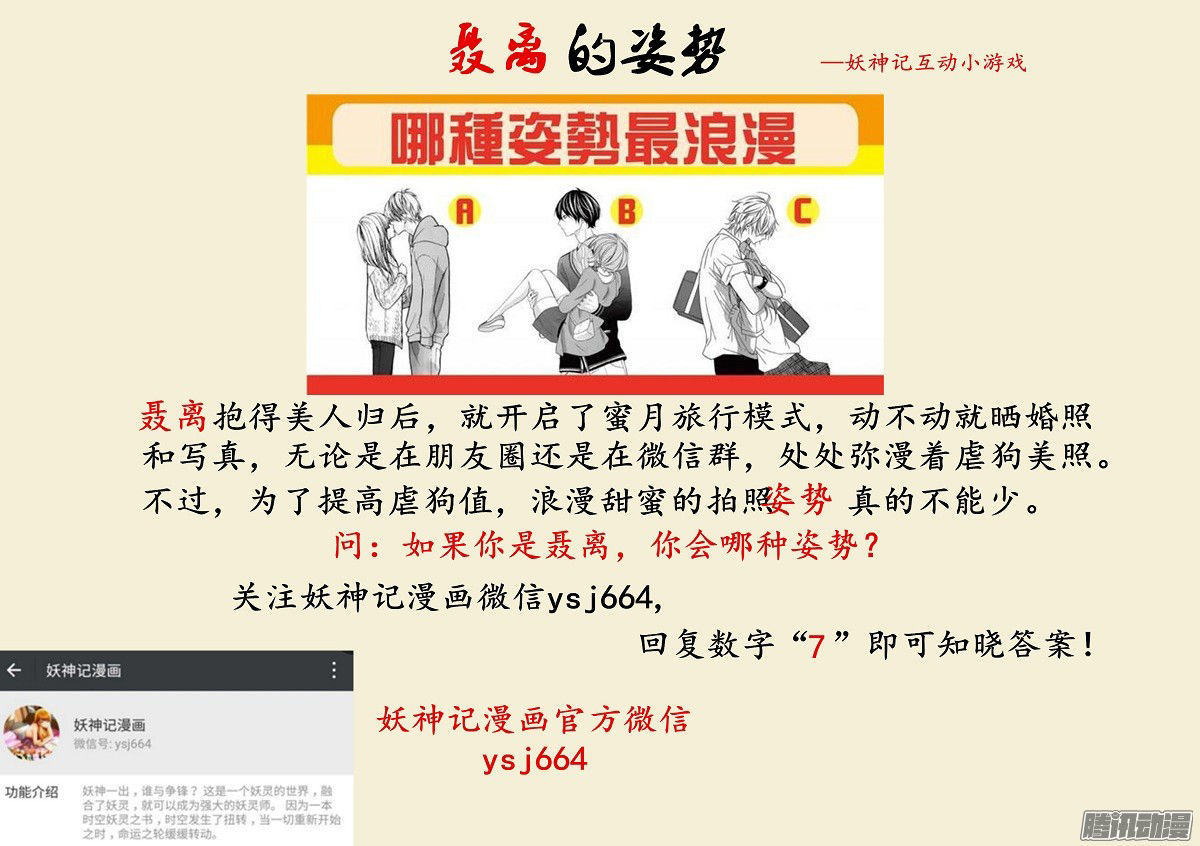 聂离的姿势
—妖神记互动小游戏
哪種姿勢最浪漫
A
B
C
聂离抱得美人归后，就开启了蜜月旅行模式，动不动就晒婚照
和写真，无论是在朋友圈还是在微信群，处处弥漫着虐狗美照。
不过，为了提高虐狗值，浪漫甜蜜的拍照姿势 真的不能少。
问：如果你是聂离，你会哪种姿势？
关注妖神记漫画微信ysj664,
回复数字“7”即可知晓答案！
妖神记漫画
妖神记漫画
微信号: ysj664
功能介绍
妖神一出，谁与争锋？这是一个妖灵的世界，融
合了妖灵，就可以成为强大的妖灵师。 因为一本
时空妖灵之书，时空发生了扭转，当一切重新开始
之时，命运之轮缓缓转动。
妖神记漫画官方微信
ysj664
腾讯动漫